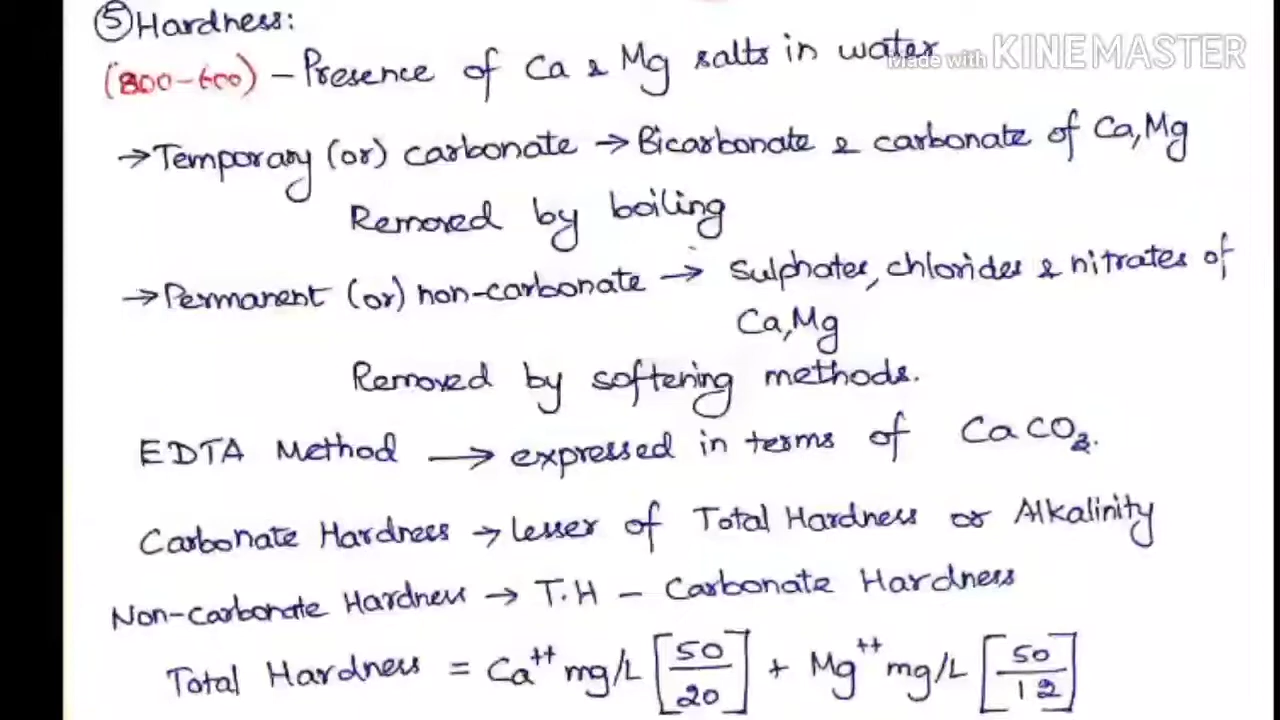 ⑤ Hardness:
(800-600) - Presence of Ca & Mg salts in water
Made with KINEMASTER
→ Temporary (or) carbonate → Bicarbonate & carbonate of Ca, Mg
Removed by boiling
→ Permanent (or) non-carbonate → Sulphates, chlorides & nitrates of
Ca, Mg
Removed by softening methods.
EDTA Method → expressed in terms of CaCO3.
Carbonate Hardness → lesser of Total Hardness or Alkalinity
Non-carbonate Hardness → T.H - Carbonate Hardness
Total Hardness = Ca++ mg/L [50/20] + Mg++ mg/L [50/12]